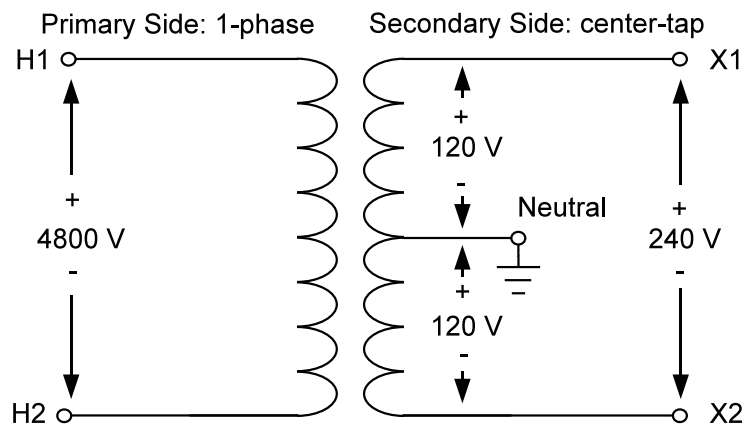 Primary Side: 1-phase
Secondary Side: center-tap
H1
X1
+
120 V
-
+
4800 V
-
Neutral
+
240 V
-
+
120 V
-
H2
X2